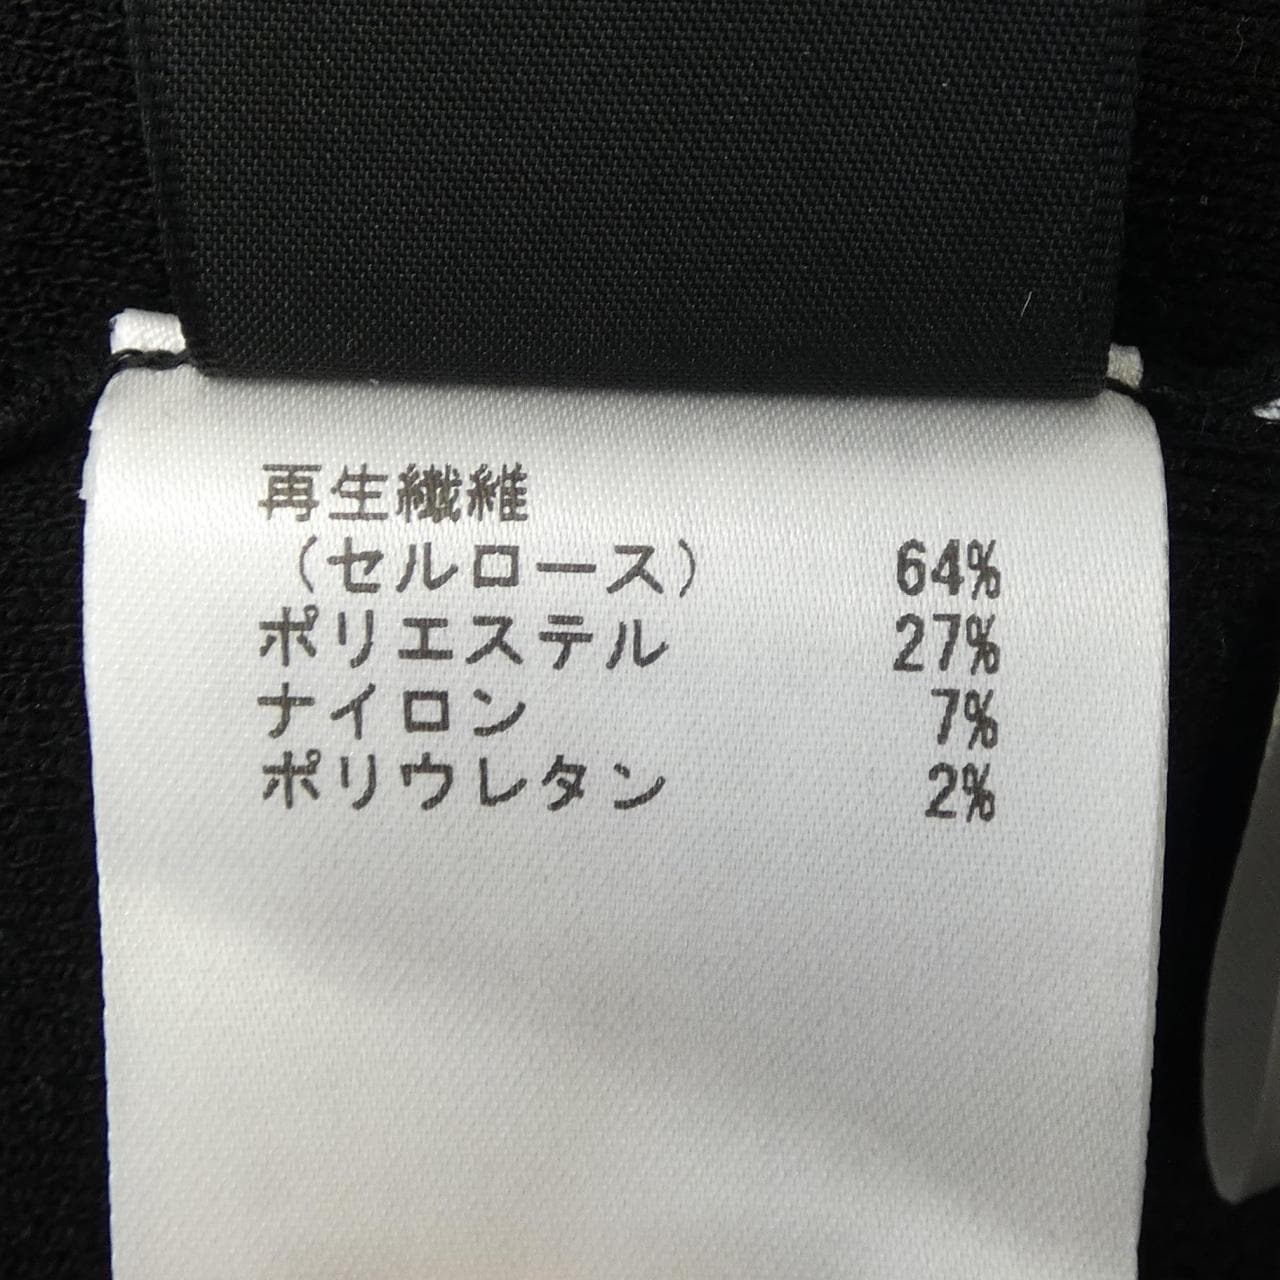 再生繊維
（セルロース） 64%
ポリエステル 27%
ナイロン 7%
ポリウレタン 2%